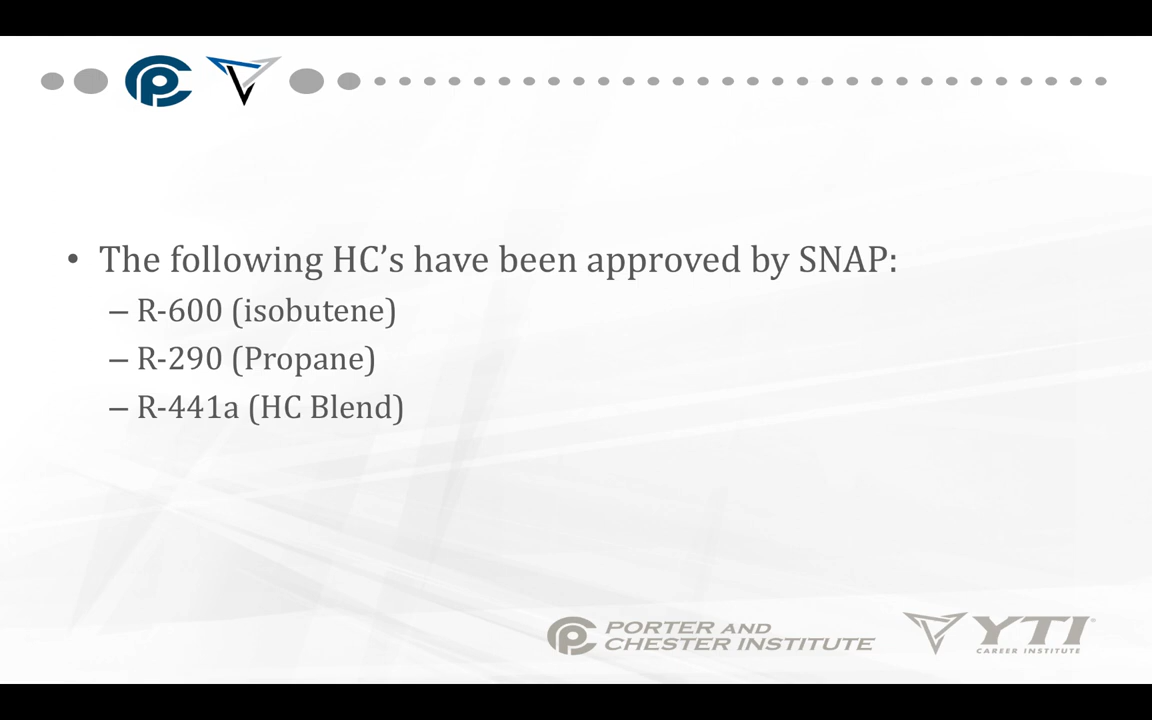 • The following HC’s have been approved by SNAP:
– R-600 (isobutene)
– R-290 (Propane)
– R-441a (HC Blend)
PORTER AND
CHESTER INSTITUTE
YTI
CAREER INSTITUTE